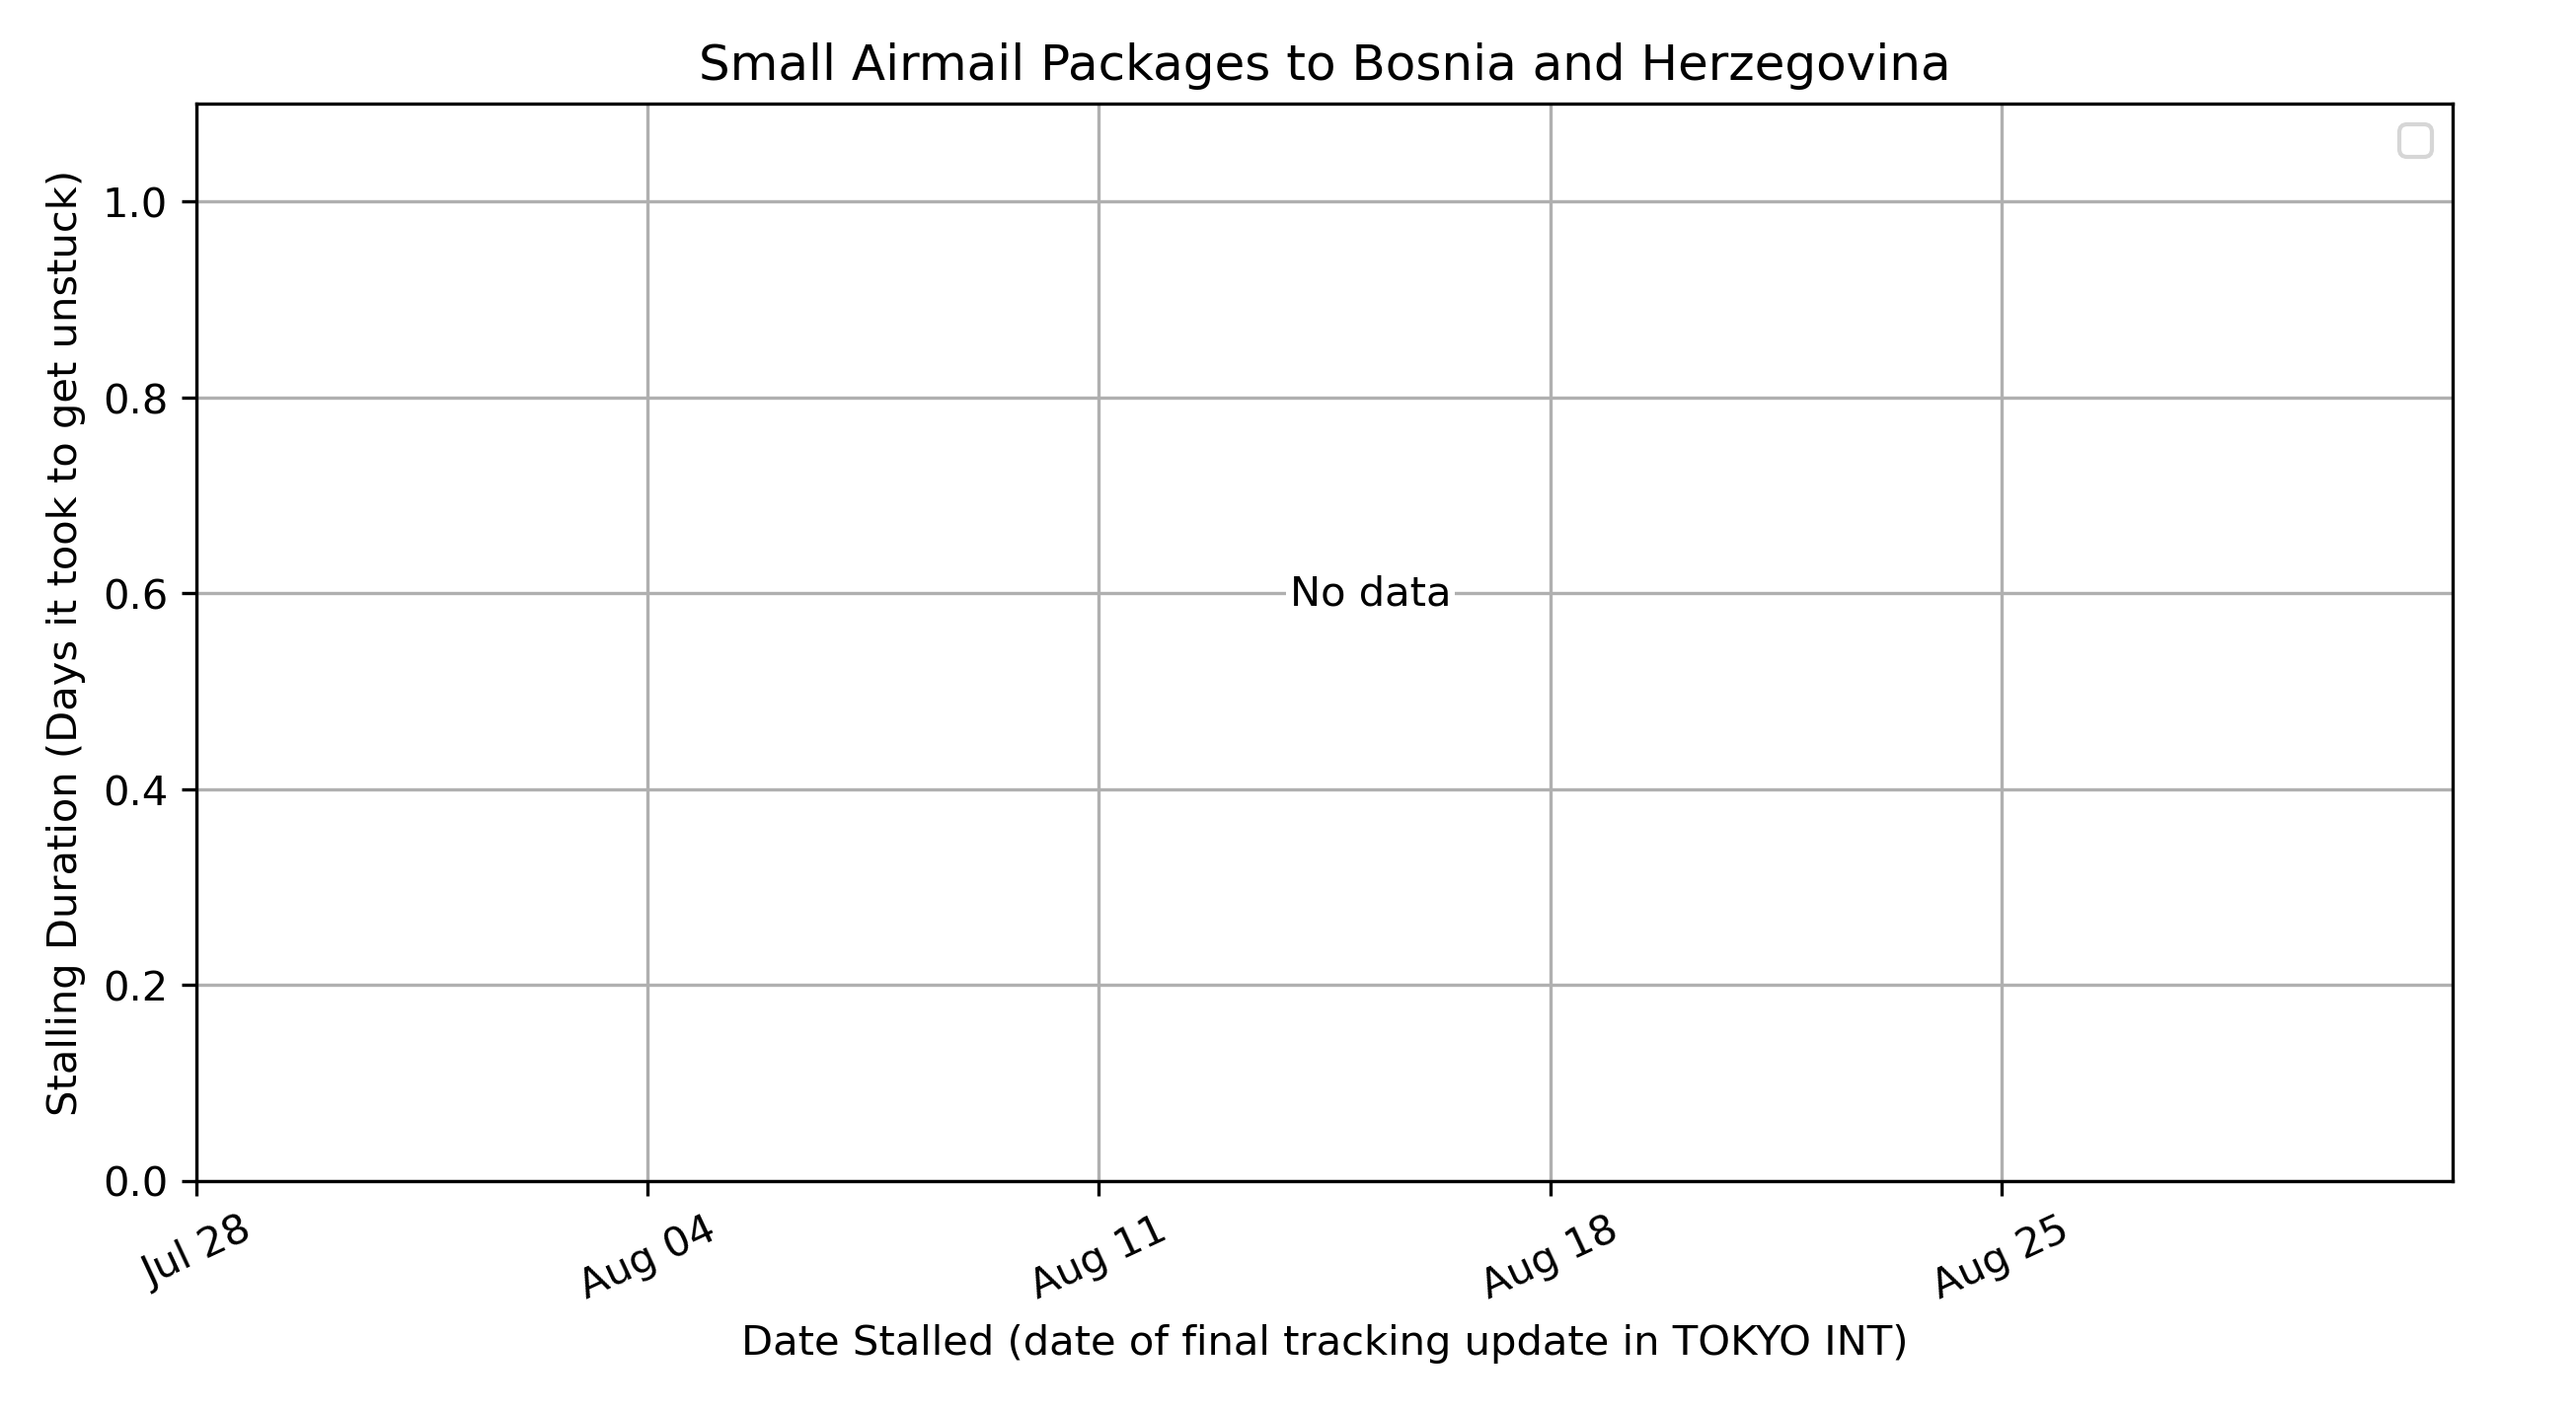 Small Airmail Packages to Bosnia and Herzegovina
Stalling Duration (Days it took to get unstuck)
1.0
0.8
0.6
0.4
0.2
0.0
No data
Jul 28
Aug 04
Aug 11
Aug 18
Aug 25
Date Stalled (date of final tracking update in TOKYO INT)